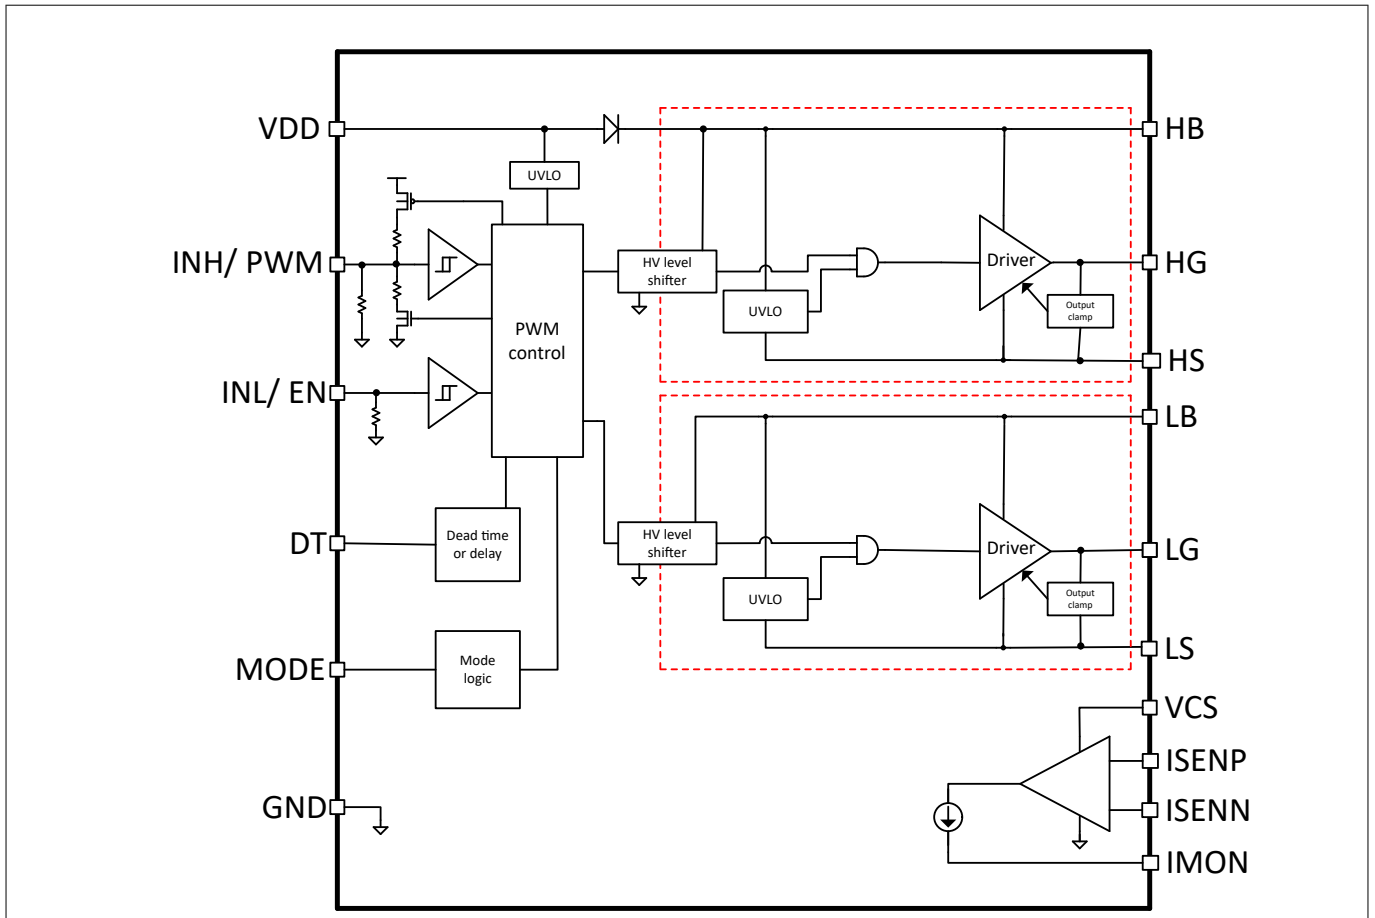 VDD
HB
UVLO
INH/ PWM
HV level
shifter
Driver
HG
Output
clamp
UVLO
PWM
control
HS
INL/ EN
LB
DT
Dead time
or delay
HV level
shifter
Driver
LG
UVLO
Output
clamp
LS
MODE
Mode
logic
VCS
ISENP
GND
ISENN
IMON